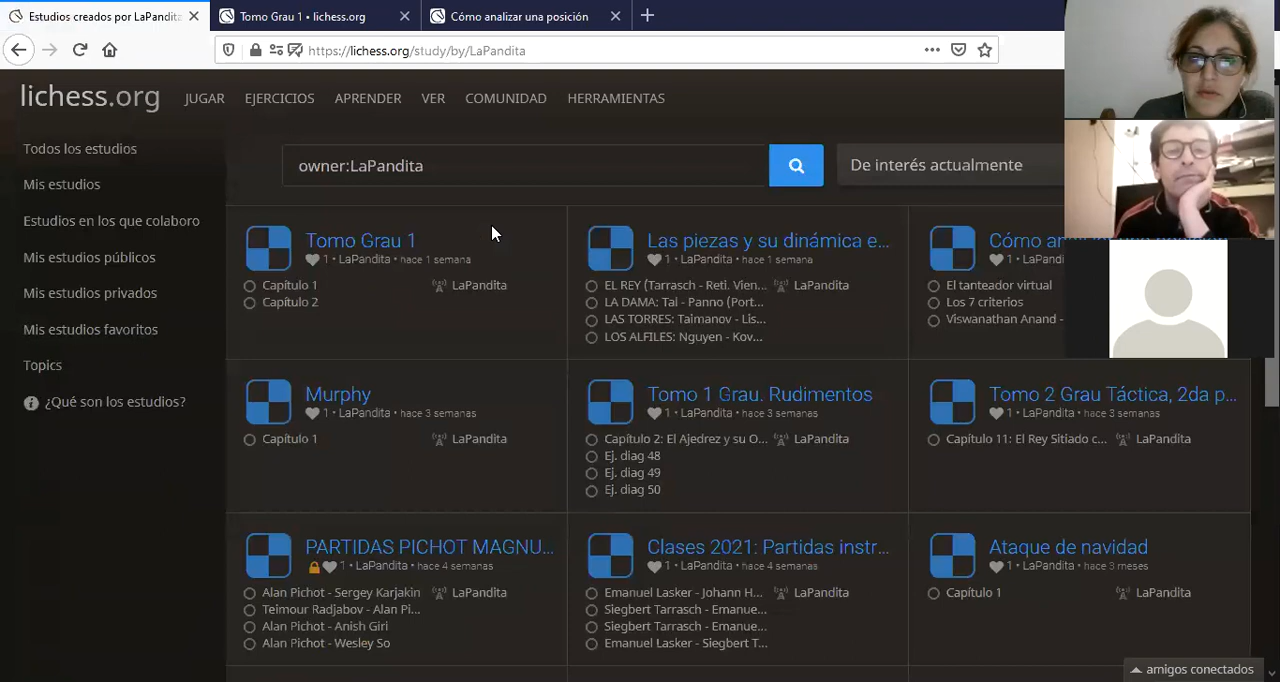 Estudios creados por LaPandita
Tomo Grau 1 • lichess.org
Cómo analizar una posición
https://lichess.org/study/by/LaPandita
lichess.org
JUGAR EJERCICIOS APRENDER VER COMUNIDAD HERRAMIENTAS
Todos los estudios
Mis estudios
Estudios en los que colaboro
Mis estudios públicos
Mis estudios privados
Mis estudios favoritos
Topics
¿Qué son los estudios?
owner:LaPandita
De interés actualmente
Tomo Grau 1
1 • LaPandita • hace 1 semana
Capítulo 1 LaPandita
Capítulo 2
Las piezas y su dinámica e...
1 • LaPandita • hace 1 semana
EL REY (Tarrasch - Reti. Vien... LaPandita
LA DAMA: Tal - Panno (Port...
LAS TORRES: Taimanov - Lis...
LOS ALFILES: Nguyen - Kov...
Cómo
1 • LaPandita
El tanteador virtual
Los 7 criterios
Viswanathan Anand -
Murphy
1 • LaPandita • hace 3 semanas
Capítulo 1 LaPandita
Tomo 1 Grau. Rudimentos
1 • LaPandita • hace 3 semanas
Capítulo 2: El Ajedrez y su O... LaPandita
Ej. diag 48
Ej. diag 49
Ej. diag 50
Tomo 2 Grau Táctica, 2da p...
1 • LaPandita • hace 3 semanas
Capítulo 11: El Rey Sitiado c... LaPandita
PARTIDAS PICHOT MAGNU...
1 • LaPandita • hace 4 semanas
Alan Pichot - Sergey Karjakin LaPandita
Teimour Radjabov - Alan Pi...
Alan Pichot - Anish Giri
Alan Pichot - Wesley So
Clases 2021: Partidas instr...
1 • LaPandita • hace 4 semanas
Emanuel Lasker - Johann H... LaPandita
Siegbert Tarrasch - Emanue...
Siegbert Tarrasch - Emanue...
Emanuel Lasker - Siegbert T...
Ataque de navidad
1 • LaPandita • hace 3 meses
Capítulo 1 LaPandita
amigos conectados